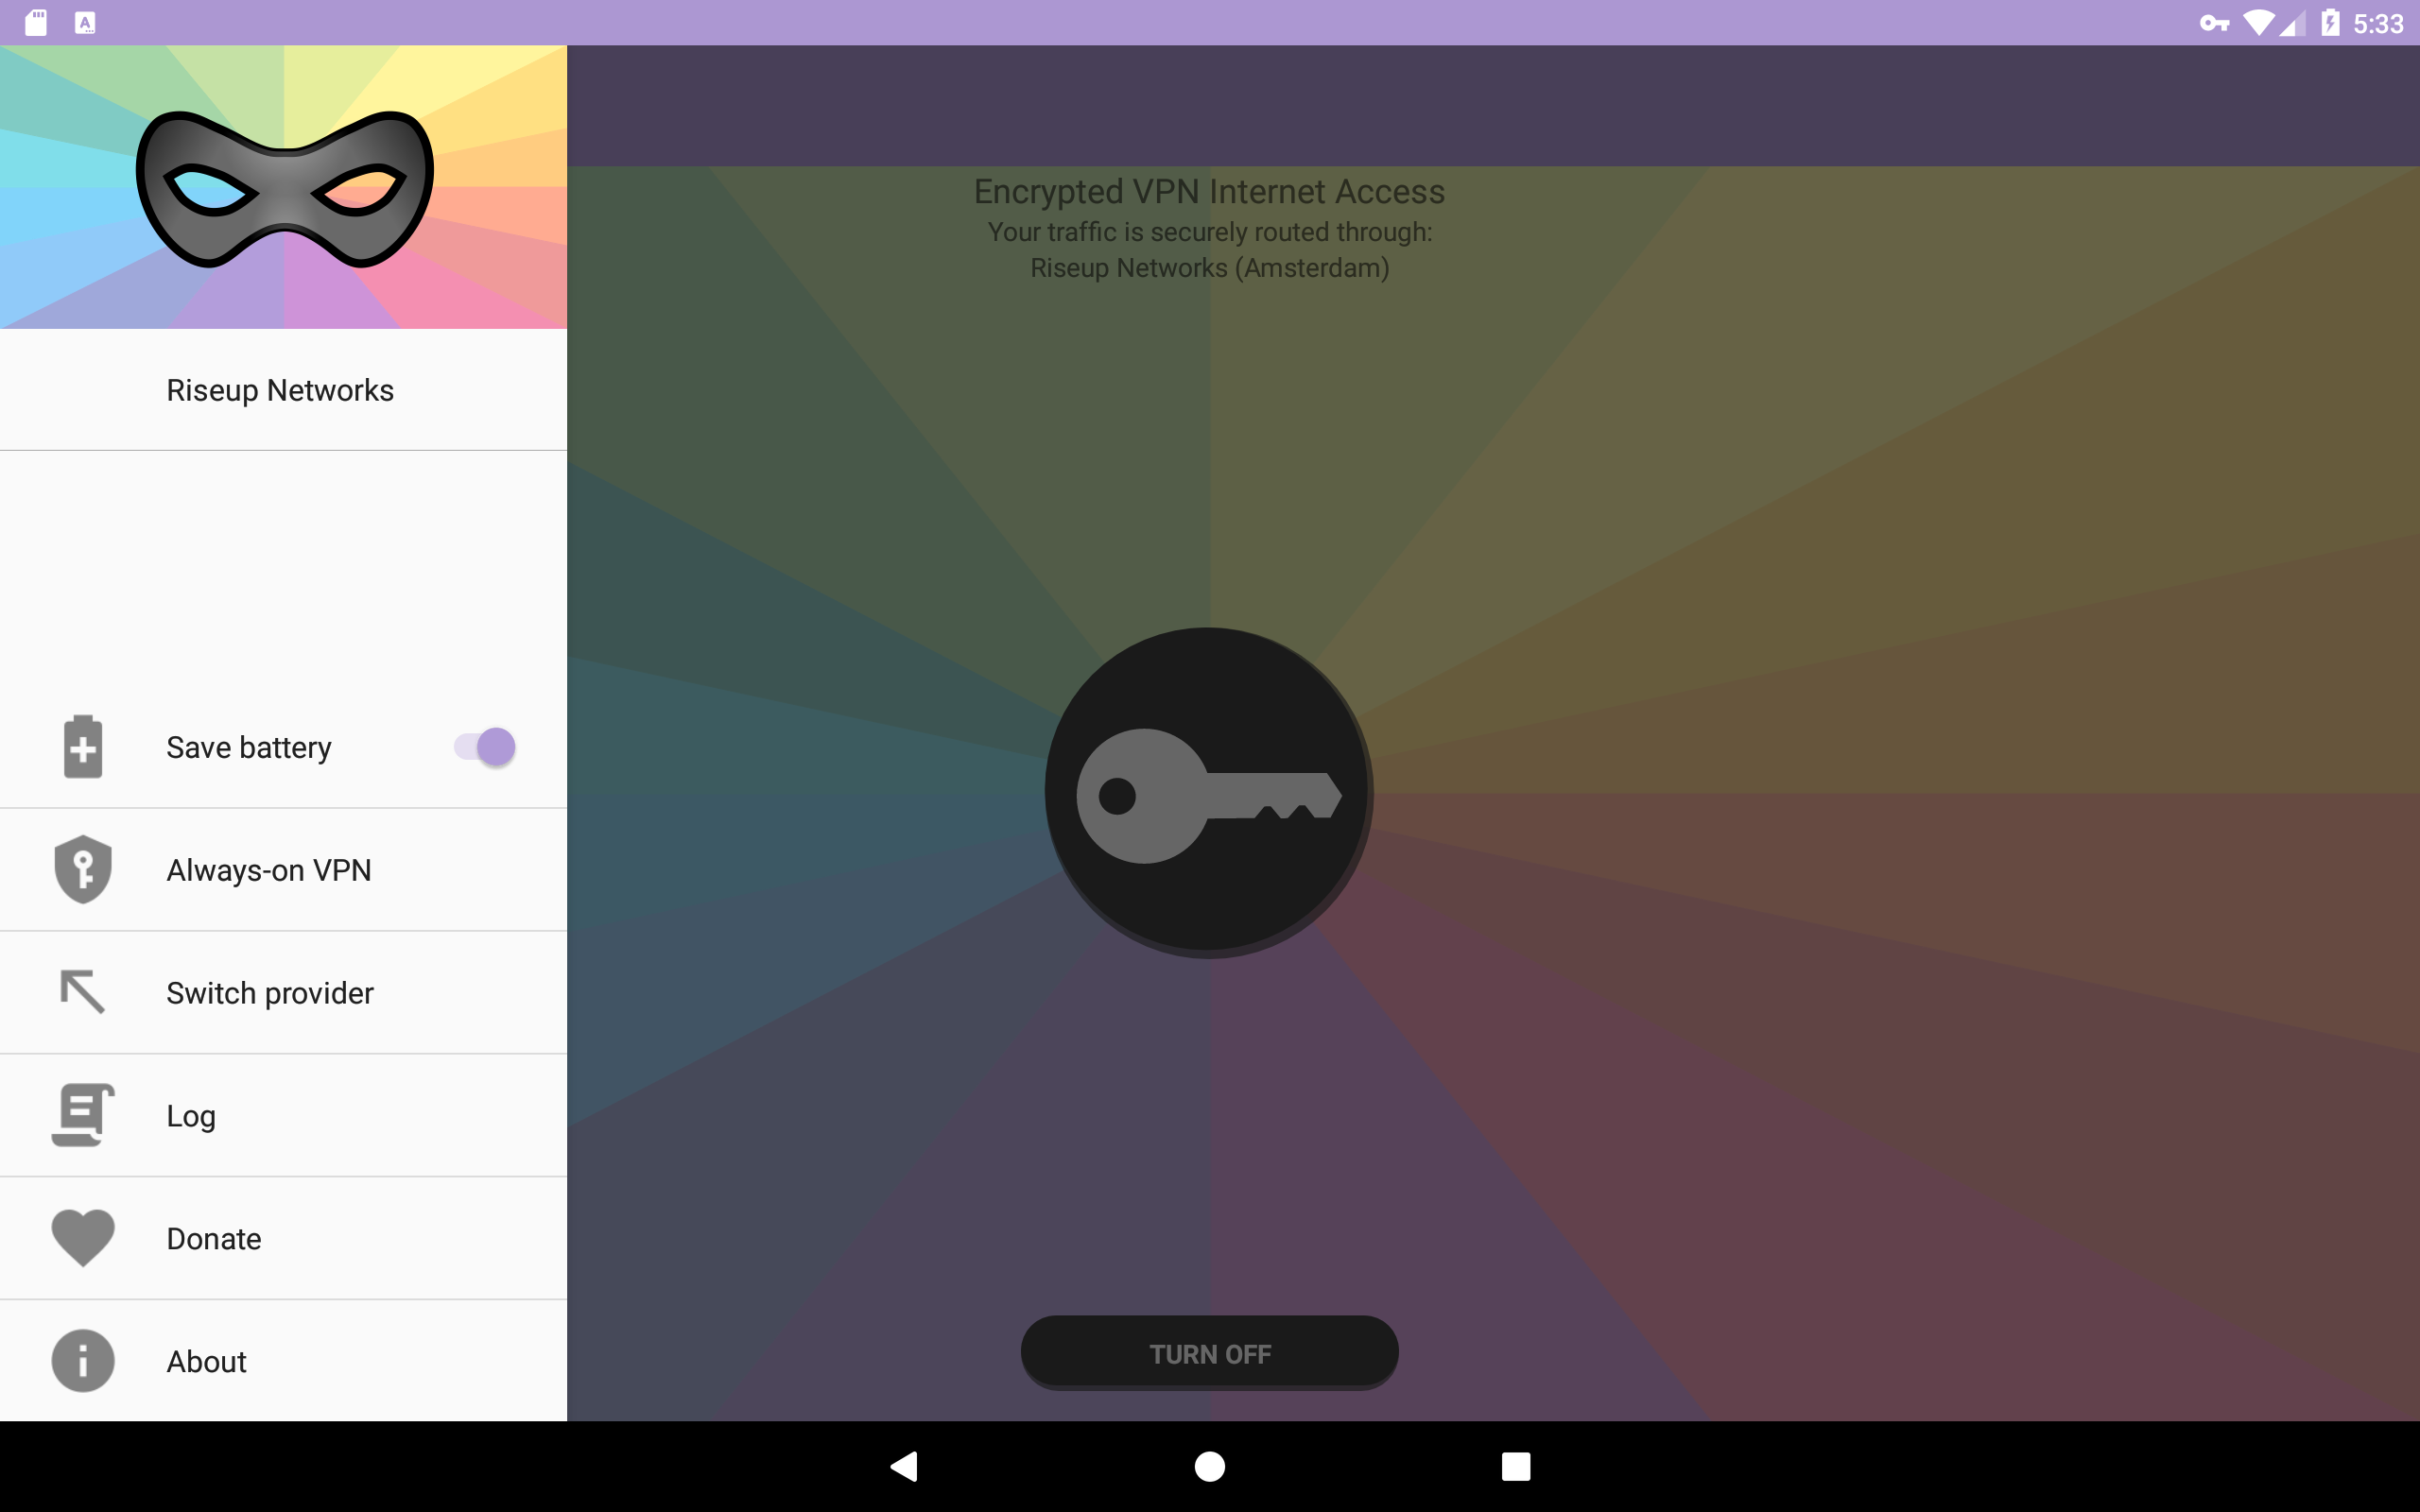 5:33
Riseup Networks
Save battery
Always-on VPN
Switch provider
Log
Donate
About
Encrypted VPN Internet Access
Your traffic is securely routed through:
Riseup Networks (Amsterdam)
TURN OFF